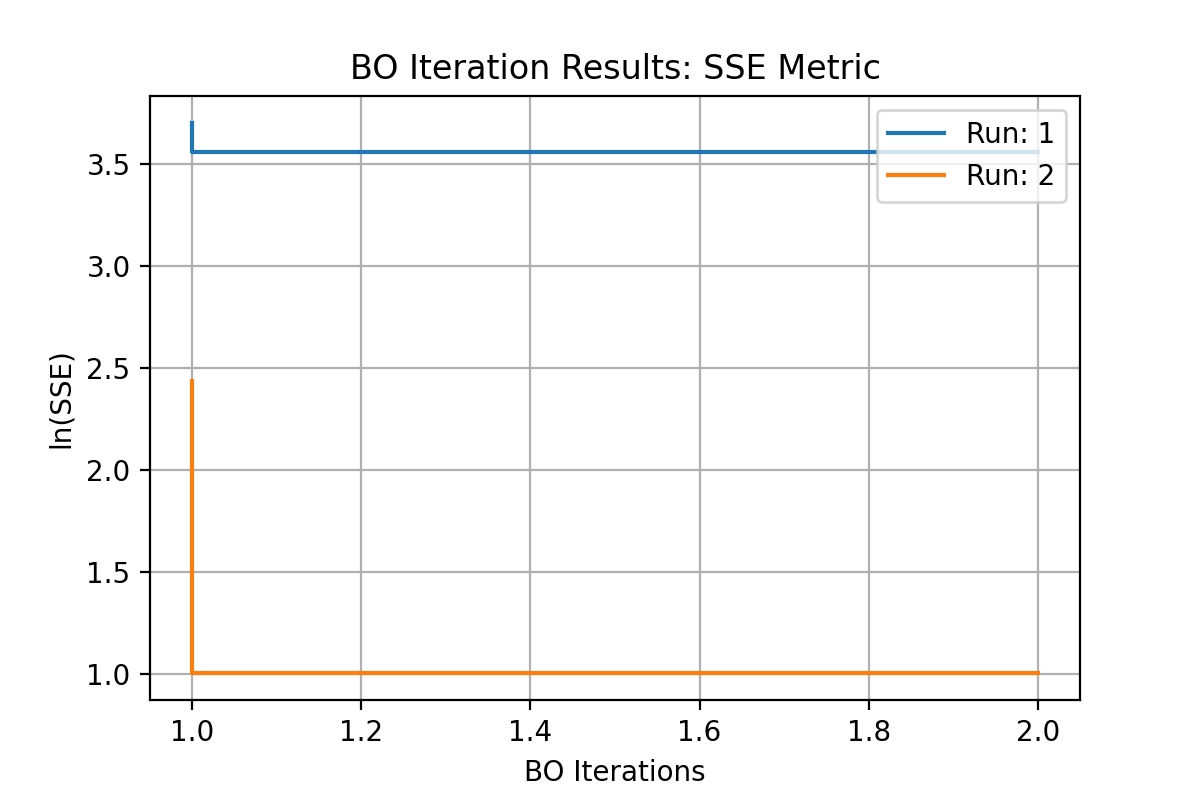 BO Iteration Results: SSE Metric
Run: 1
Run: 2
ln(SSE)
3.5
3.0
2.5
2.0
1.5
1.0
1.0 1.2 1.4 1.6 1.8 2.0
BO Iterations